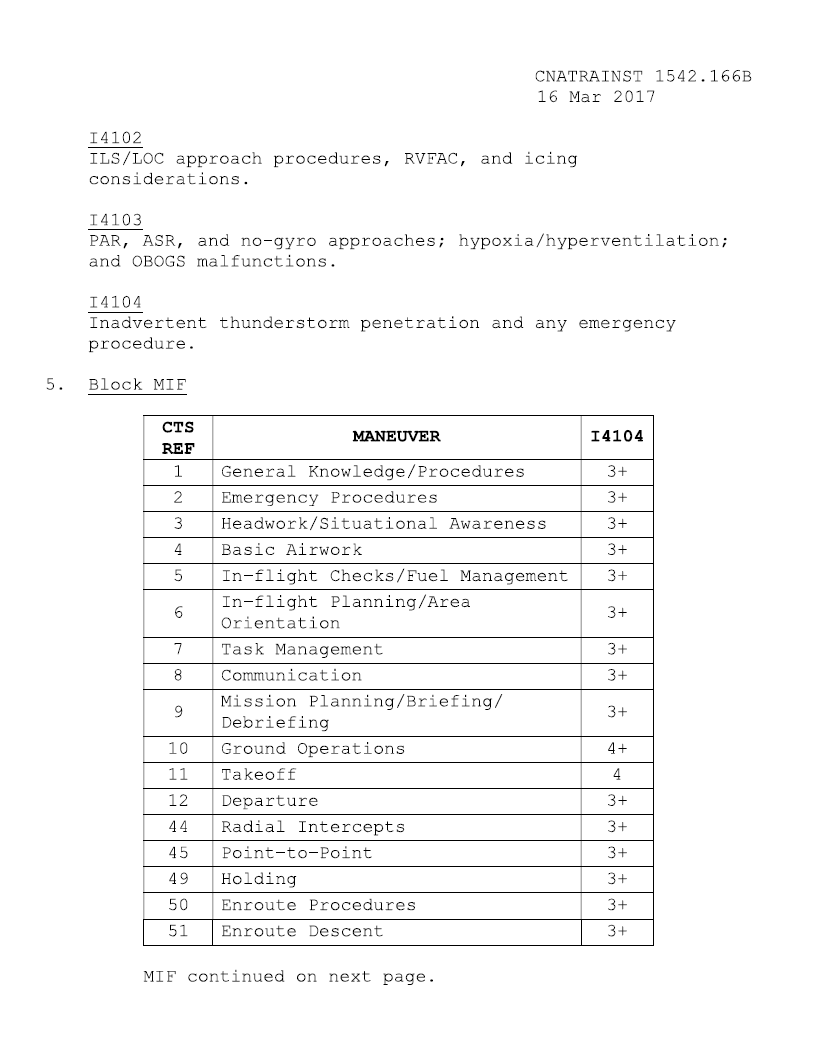 CNATRAINST 1542.166B
16 Mar 2017
I4102
ILS/LOC approach procedures, RVFAC, and icing
considerations.
I4103
PAR, ASR, and no-gyro approaches; hypoxia/hyperventilation;
and OBOGS malfunctions.
I4104
Inadvertent thunderstorm penetration and any emergency
procedure.
5. Block MIF
CTS REF MANEUVER I4104
1 General Knowledge/Procedures 3+
2 Emergency Procedures 3+
3 Headwork/Situational Awareness 3+
4 Basic Airwork 3+
5 In-flight Checks/Fuel Management 3+
6 In-flight Planning/Area
Orientation 3+
7 Task Management 3+
8 Communication 3+
9 Mission Planning/Briefing/
Debriefing 3+
10 Ground Operations 4+
11 Takeoff 4
12 Departure 3+
44 Radial Intercepts 3+
45 Point-to-Point 3+
49 Holding 3+
50 Enroute Procedures 3+
51 Enroute Descent 3+
MIF continued on next page.